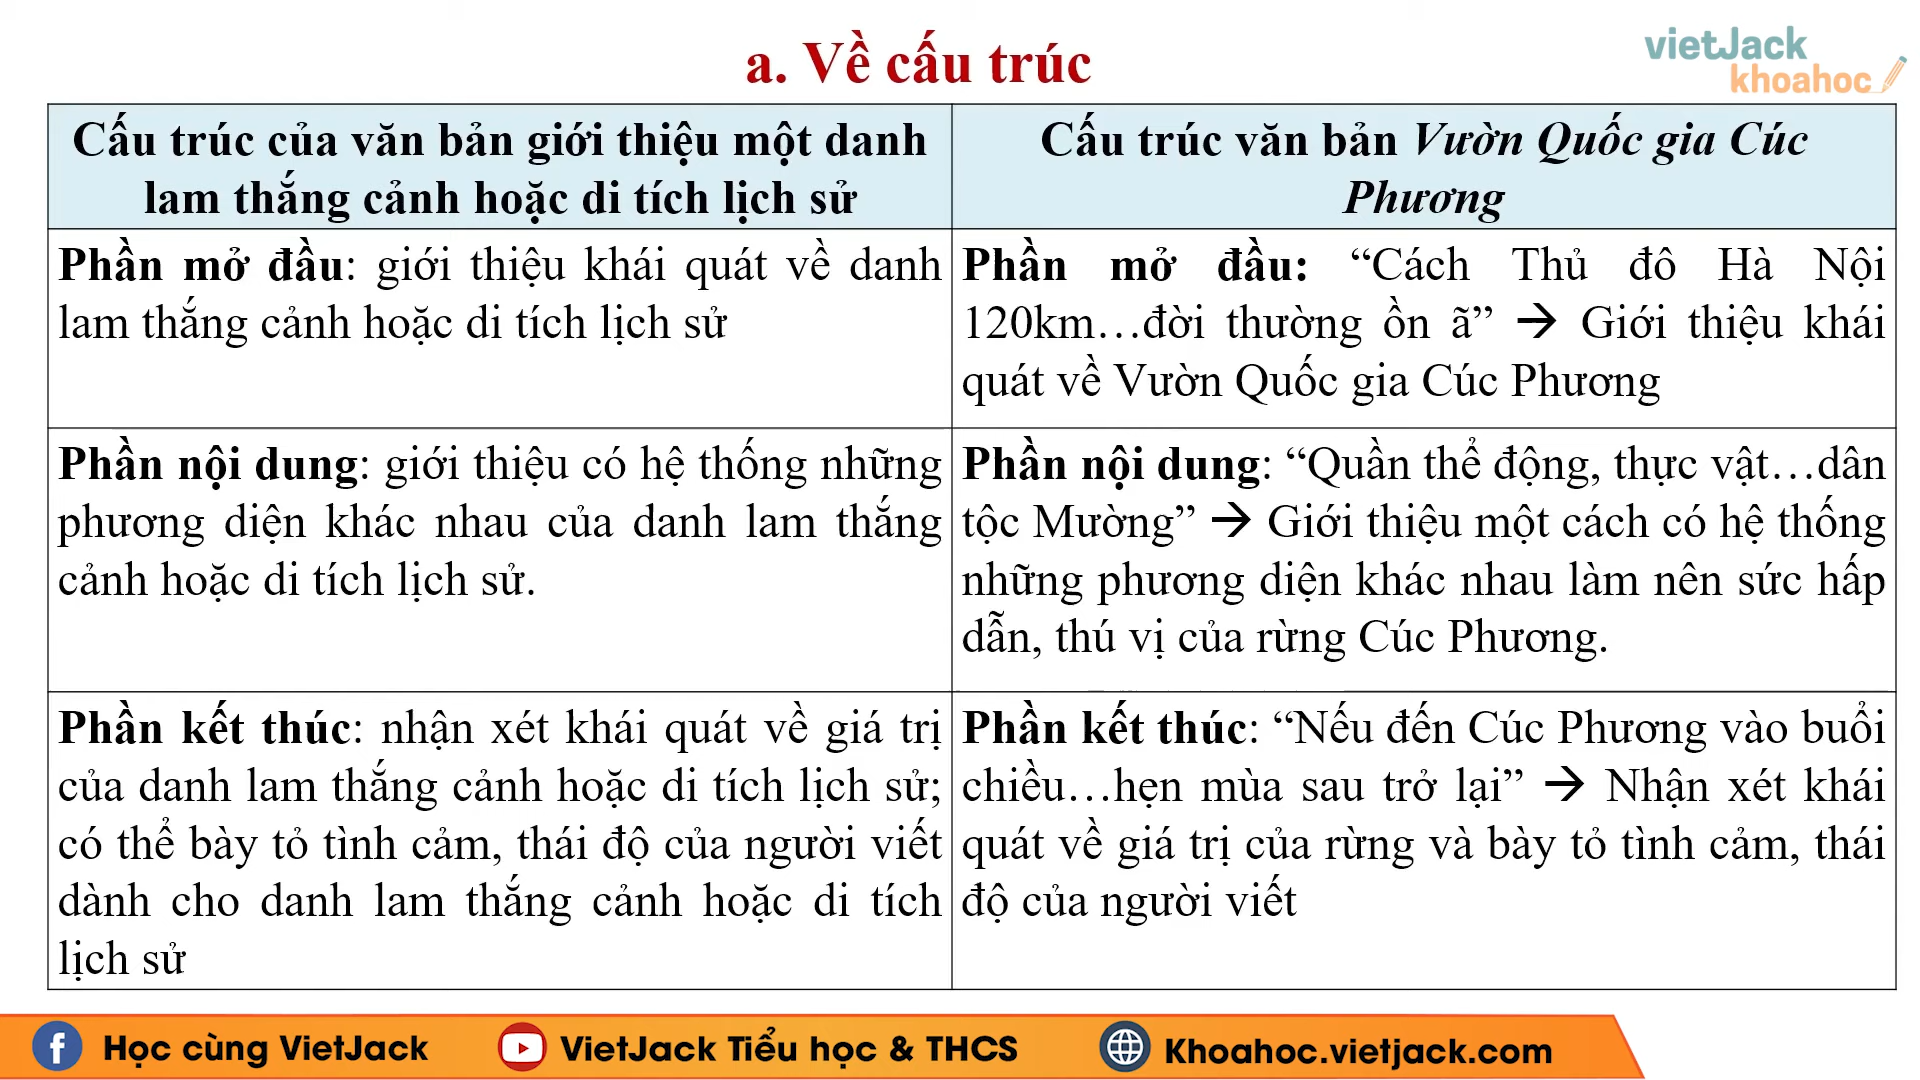 a. Về cấu trúc
vietJack
khoahoc
Cấu trúc của văn bản giới thiệu một danh
lam thắng cảnh hoặc di tích lịch sử
Cấu trúc văn bản Vườn Quốc gia Cúc
Phương
Phần mở đầu: giới thiệu khái quát về danh
lam thắng cảnh hoặc di tích lịch sử
Phần mở đầu: “Cách Thủ đô Hà Nội
120km…đời thường ồn ã” → Giới thiệu khái
quát về Vườn Quốc gia Cúc Phương
Phần nội dung: giới thiệu có hệ thống những
phương diện khác nhau của danh lam thắng
cảnh hoặc di tích lịch sử.
Phần nội dung: “Quần thể động, thực vật…dân
tộc Mường” → Giới thiệu một cách có hệ thống
những phương diện khác nhau làm nên sức hấp
dẫn, thú vị của rừng Cúc Phương.
Phần kết thúc: nhận xét khái quát về giá trị
của danh lam thắng cảnh hoặc di tích lịch sử;
có thể bày tỏ tình cảm, thái độ của người viết
dành cho danh lam thắng cảnh hoặc di tích
lịch sử
Phần kết thúc: “Nếu đến Cúc Phương vào buổi
chiều…hẹn mùa sau trở lại” → Nhận xét khái
quát về giá trị của rừng và bày tỏ tình cảm, thái
độ của người viết
Học cùng VietJack
VietJack Tiểu học & THCS
Khoahoc.vietjack.com